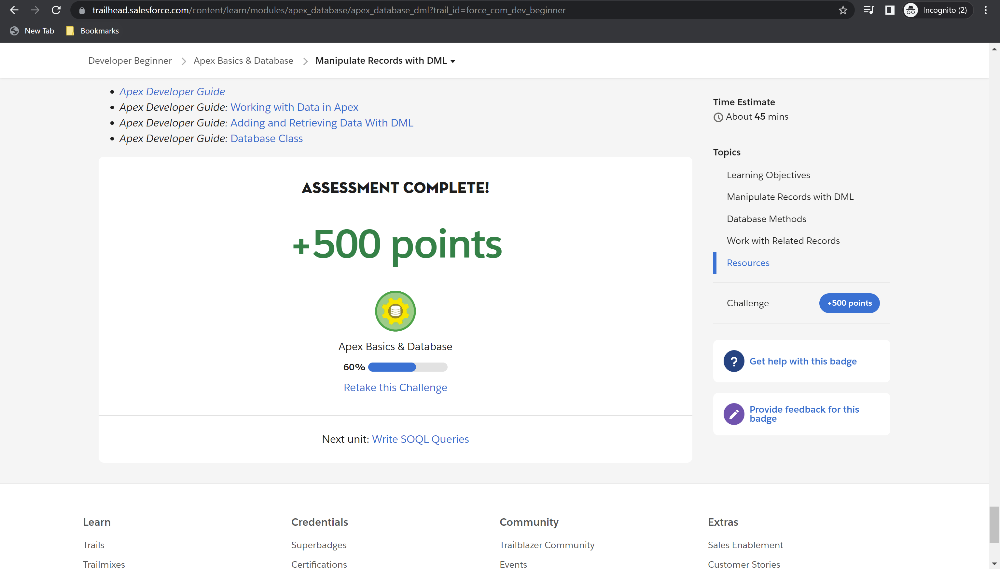 trailhead.salesforce.com/content/learn/modules/apex_database/apex_database_dml?trail_id=force_com_dev_beginner
Incognito (2)
New Tab
Bookmarks
Developer Beginner
Apex Basics & Database
Manipulate Records with DML
Apex Developer Guide
Apex Developer Guide: Working with Data in Apex
Apex Developer Guide: Adding and Retrieving Data With DML
Apex Developer Guide: Database Class
ASSESSMENT COMPLETE!
+500 points
Apex Basics & Database
60%
Retake this Challenge
Next unit: Write SOQL Queries
Time Estimate
About 45 mins
Topics
Learning Objectives
Manipulate Records with DML
Database Methods
Work with Related Records
Resources
Challenge
+500 points
?
Get help with this badge
Provide feedback for this
badge
Learn
Trails
Trailmixes
Credentials
Superbadges
Certifications
Community
Trailblazer Community
Events
Extras
Sales Enablement
Customer Stories